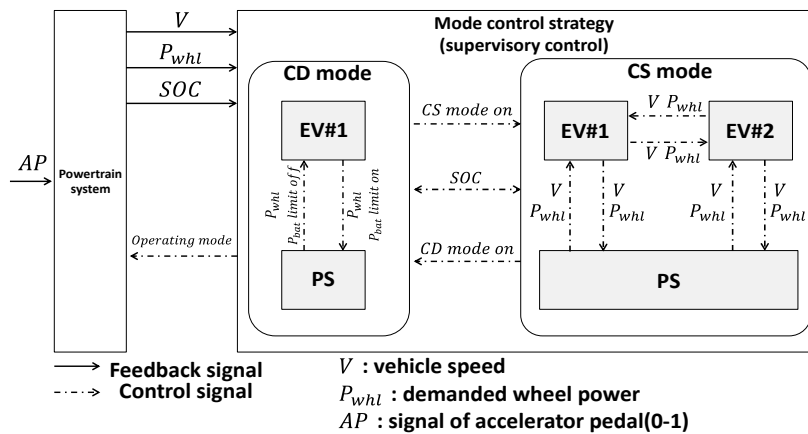 V
P_whl
SOC
AP
Powertrain
system
Operating mode
Mode control strategy
(supervisory control)
CD mode
EV#1
P_whl
P_bat limit off
P_whl
P_bat limit on
PS
CS mode on
SOC
CD mode on
CS mode
EV#1
V P_whl
V P_whl
EV#2
V
P_whl
V
P_whl
V
P_whl
V
P_whl
PS
Feedback signal
Control signal
V : vehicle speed
P_whl : demanded wheel power
AP : signal of accelerator pedal(0-1)